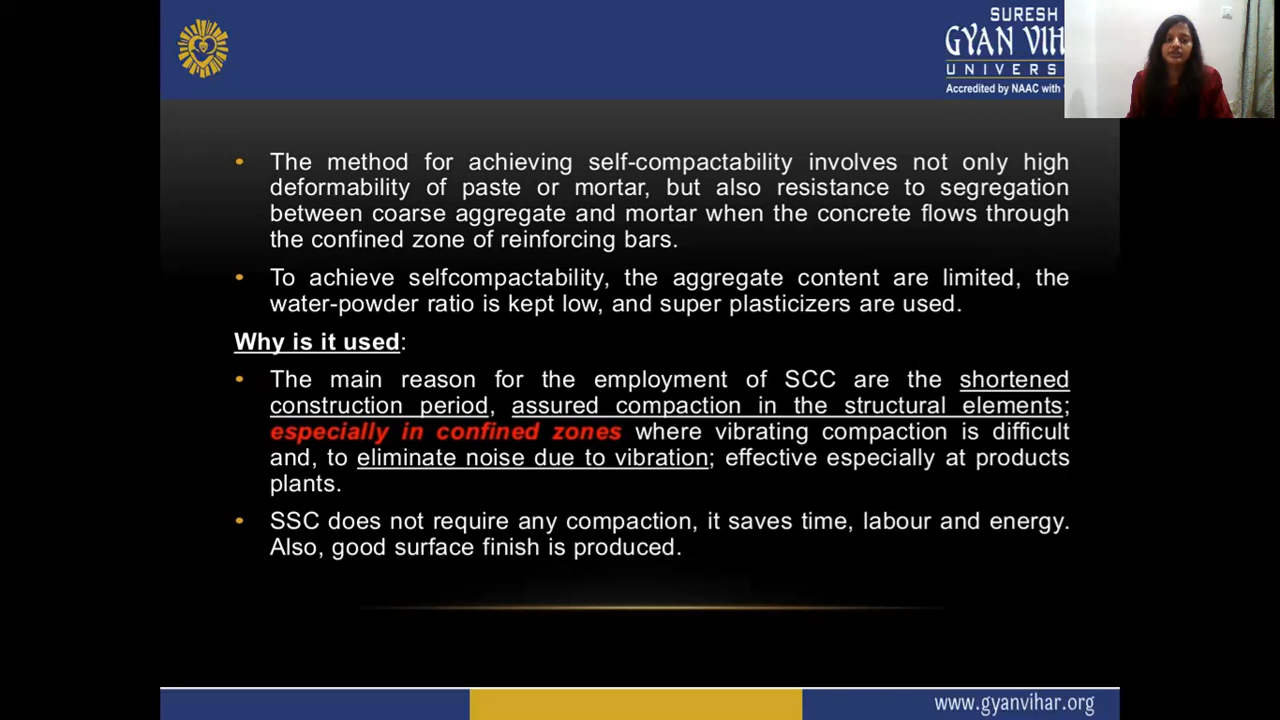 SURESH
GYAN VIH
UNIVERS
Accredited by NAAC with
• The method for achieving self-compactability involves not only high
deformability of paste or mortar, but also resistance to segregation
between coarse aggregate and mortar when the concrete flows through
the confined zone of reinforcing bars.
• To achieve selfcompactability, the aggregate content are limited, the
water-powder ratio is kept low, and super plasticizers are used.
Why is it used:
• The main reason for the employment of SCC are the shortened
construction period, assured compaction in the structural elements;
especially in confined zones where vibrating compaction is difficult
and, to eliminate noise due to vibration; effective especially at products
plants.
• SSC does not require any compaction, it saves time, labour and energy.
Also, good surface finish is produced.
www.gyanvihar.org